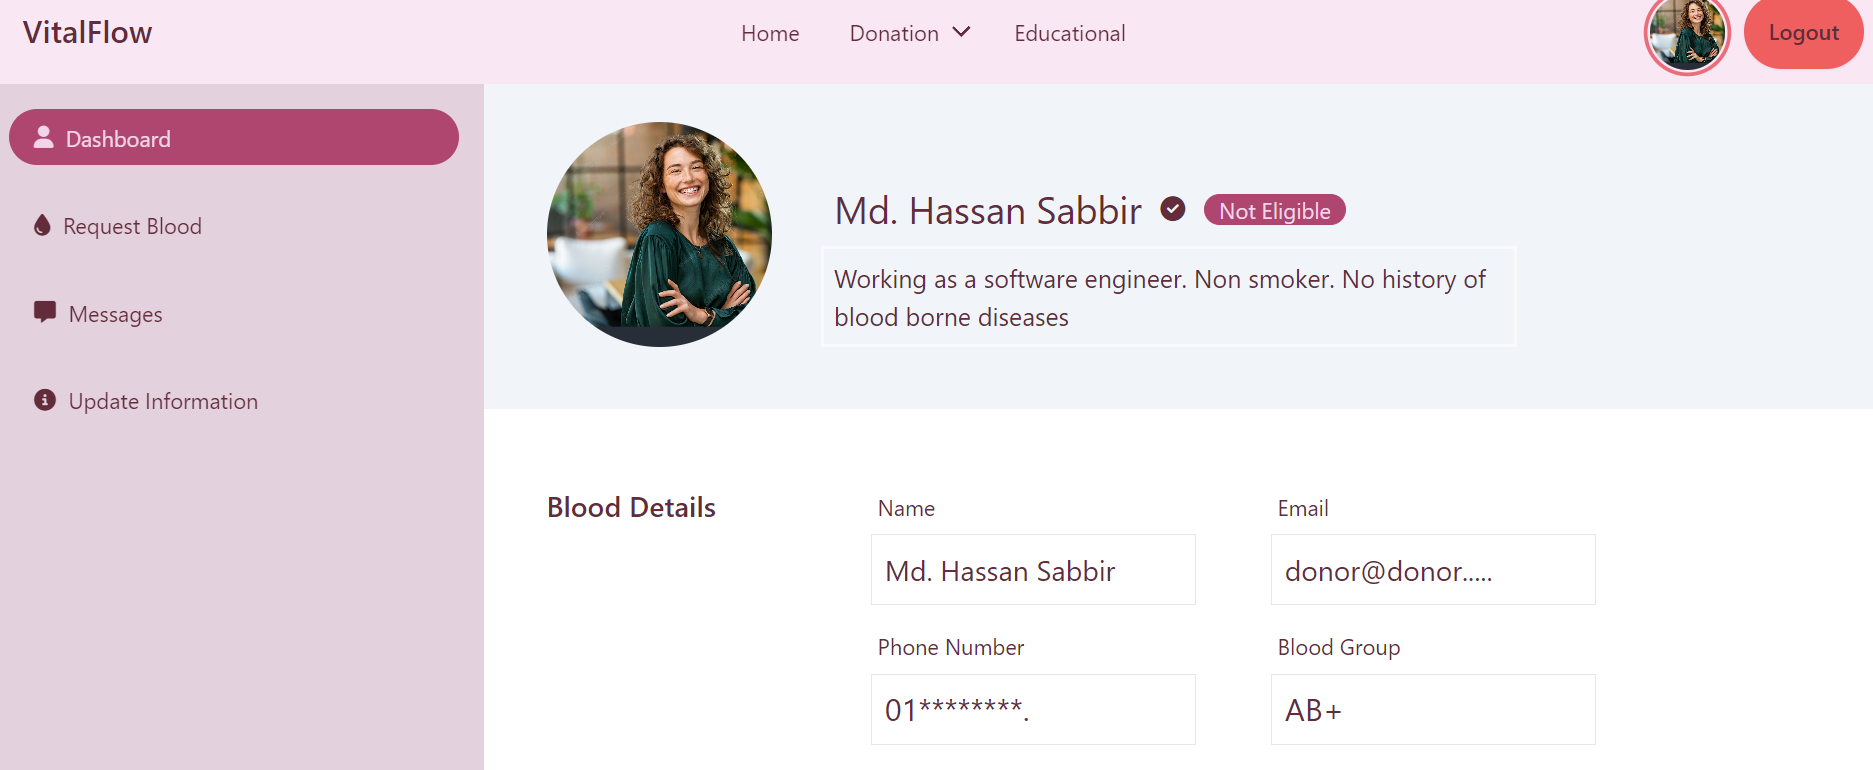 VitalFlow
Home
Donation
Educational
Logout
Dashboard
Request Blood
Messages
Update Information
Md. Hassan Sabbir
Not Eligible
Working as a software engineer. Non smoker. No history of
blood borne diseases
Blood Details
Name
Email
Md. Hassan Sabbir
donor@donor.....
Phone Number
Blood Group
01********.
AB+